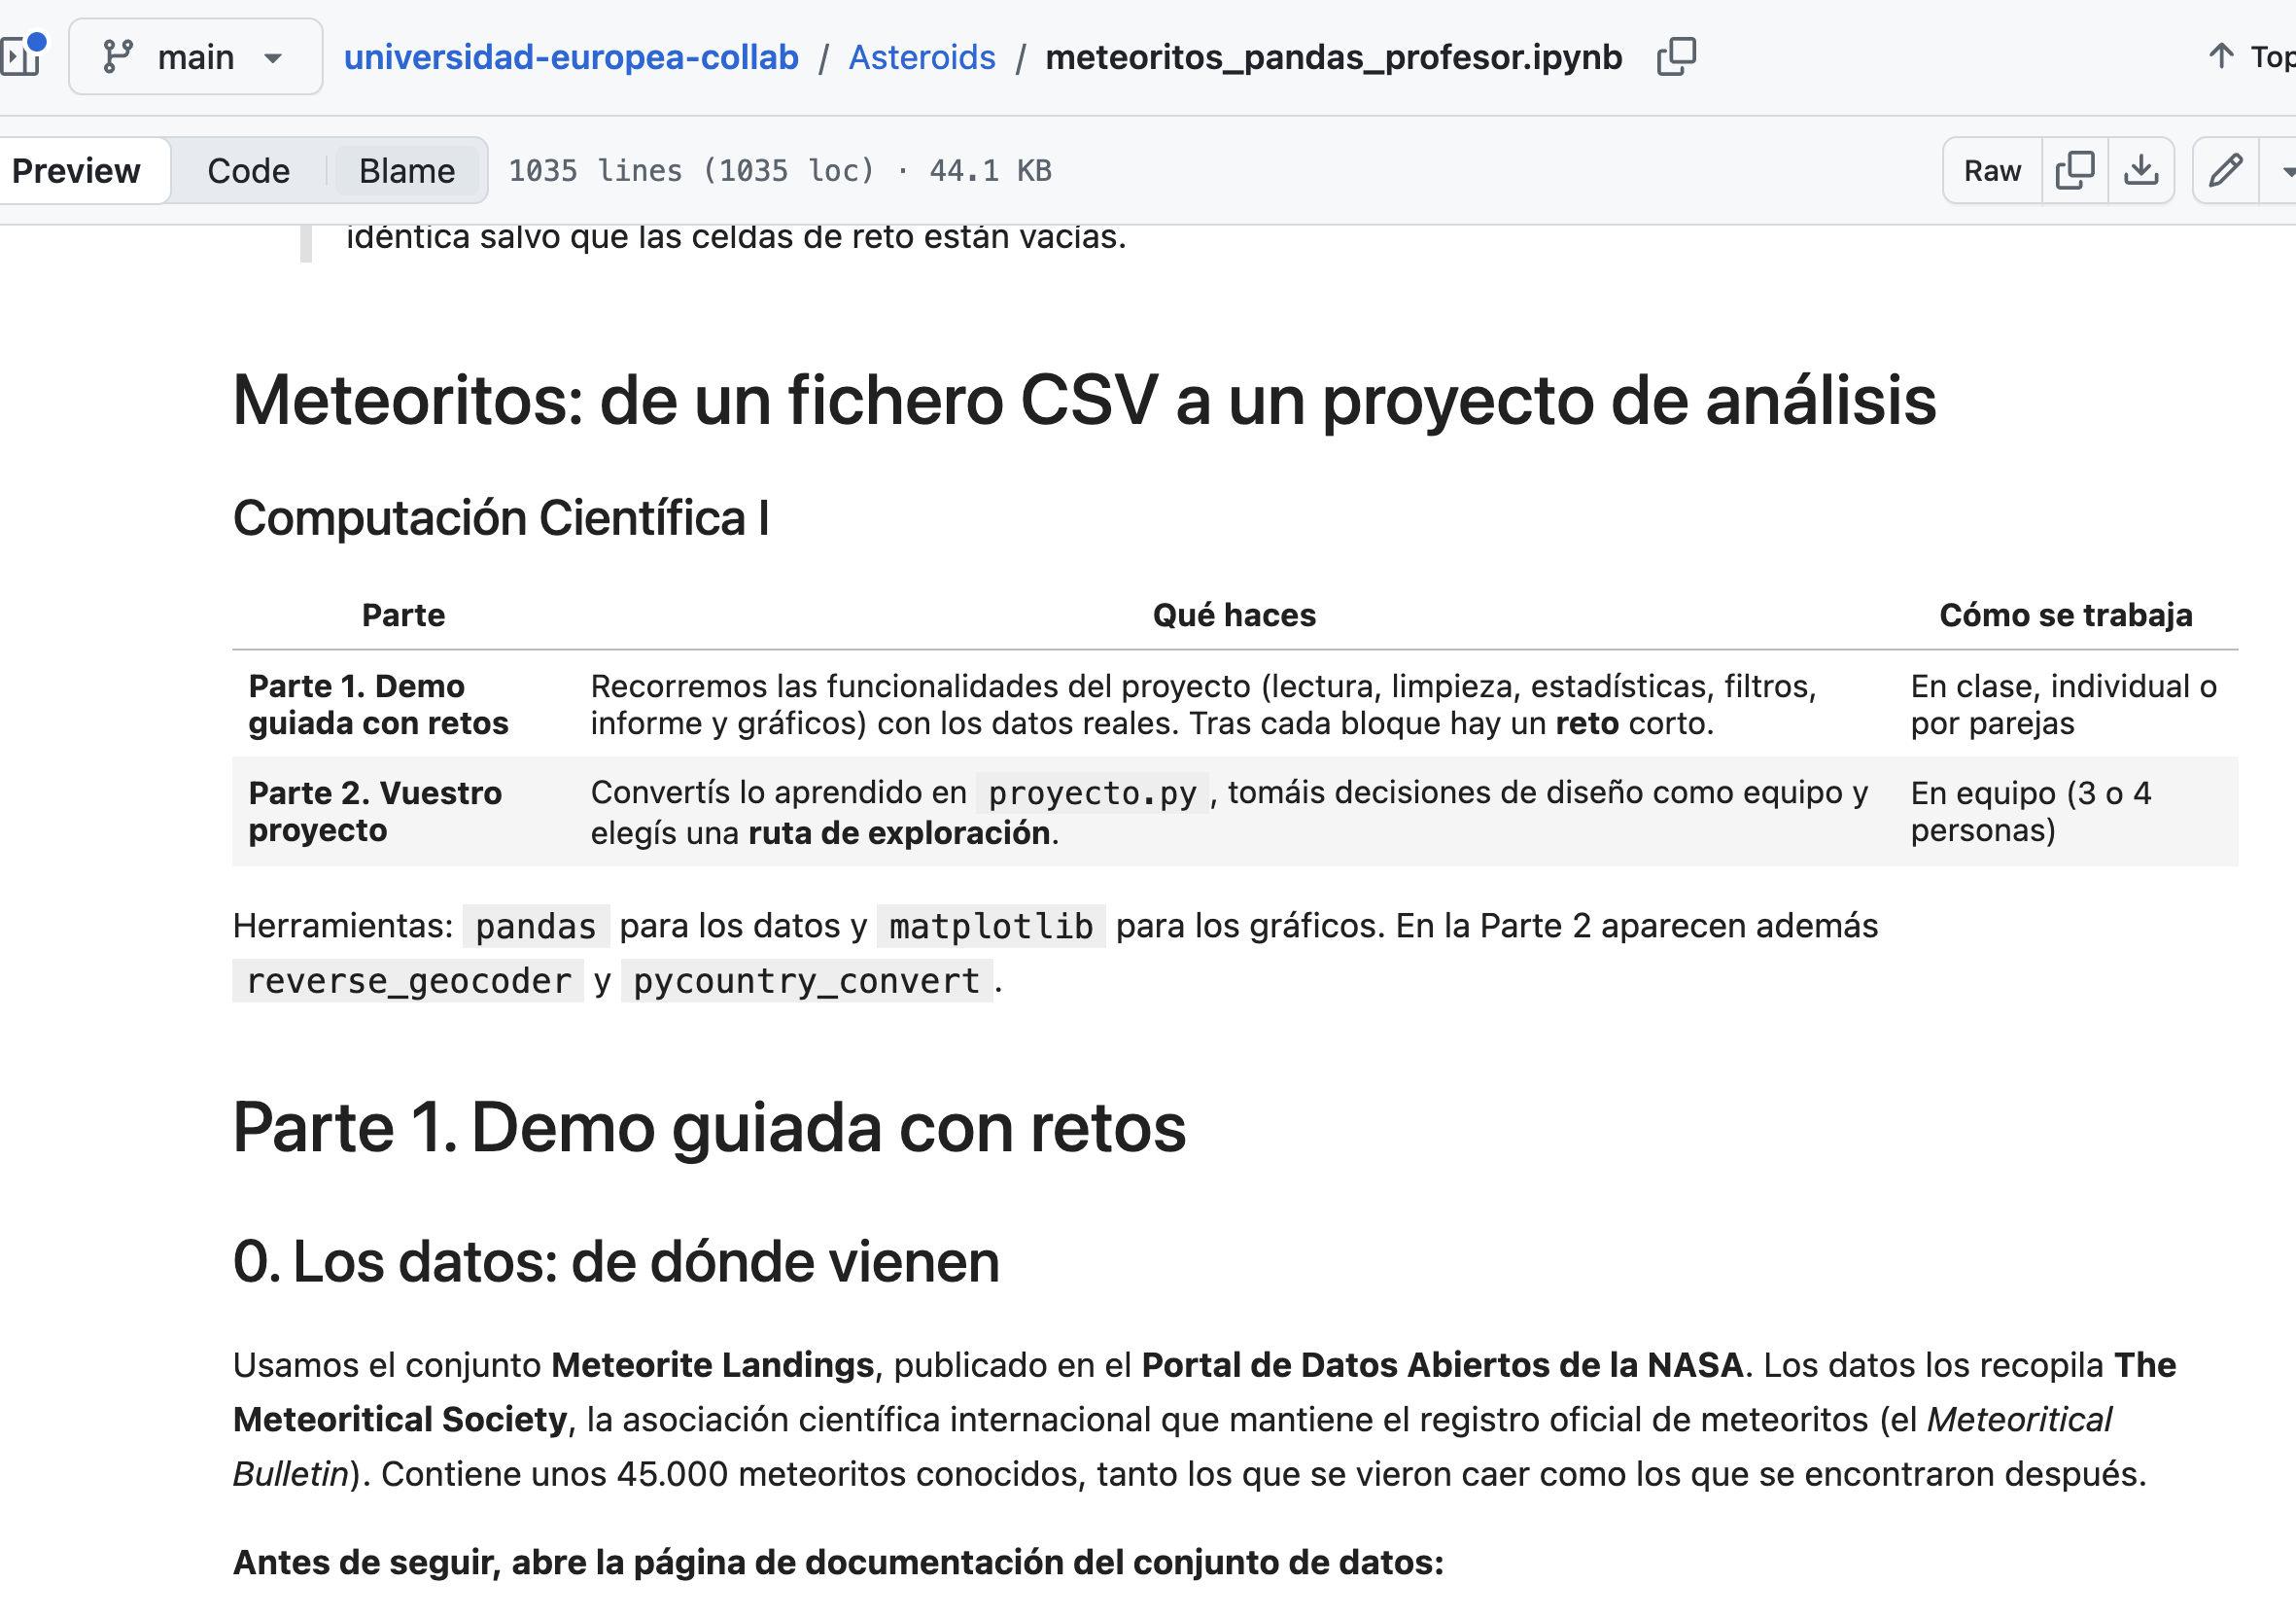 main
universidad-europea-collab / Asteroids / meteoritos_pandas_profesor.ipynb
Preview Code Blame 1035 lines (1035 loc) · 44.1 KB Raw
idéntica salvo que las celdas de reto están vacías.
Meteoritos: de un fichero CSV a un proyecto de análisis
Computación Científica I
Parte Qué haces Cómo se trabaja
Parte 1. Demo guiada con retos
Recorremos las funcionalidades del proyecto (lectura, limpieza, estadísticas, filtros,
informe y gráficos) con los datos reales. Tras cada bloque hay un reto corto.
En clase, individual o
por parejas
Parte 2. Vuestro
proyecto
Convertís lo aprendido en proyecto.py, tomáis decisiones de diseño como equipo y
elegís una ruta de exploración.
En equipo (3 o 4
personas)
Herramientas: pandas para los datos y matplotlib para los gráficos. En la Parte 2 aparecen además
reverse_geocoder y pycountry_convert.
Parte 1. Demo guiada con retos
0. Los datos: de dónde vienen
Usamos el conjunto Meteorite Landings, publicado en el Portal de Datos Abiertos de la NASA. Los datos los recopila The
Meteoritical Society, la asociación científica internacional que mantiene el registro oficial de meteoritos (el Meteoritical
Bulletin). Contiene unos 45.000 meteoritos conocidos, tanto los que se vieron caer como los que se encontraron después.
Antes de seguir, abre la página de documentación del conjunto de datos: